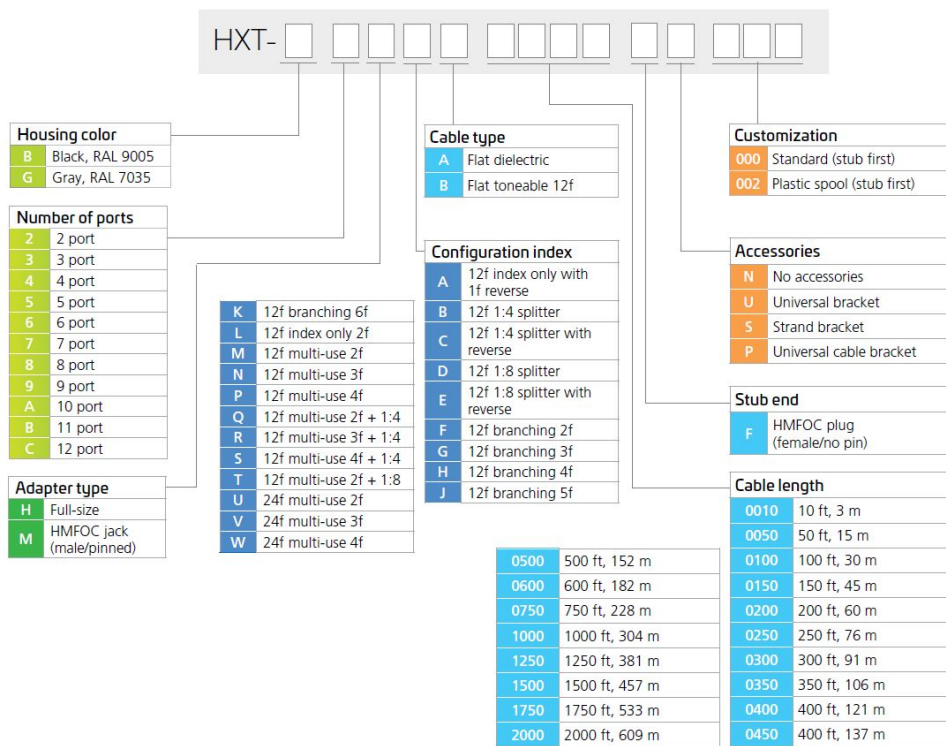 HXT-
Housing color
B Black, RAL 9005
G Gray, RAL 7035
Number of ports
2 2 port
3 3 port
4 4 port
5 5 port
6 6 port
7 7 port
8 8 port
9 9 port
A 10 port
B 11 port
C 12 port
Adapter type
H Full-size
M HMFOC jack
(male/pinned)
K 12f branching 6f
L 12f index only 2f
M 12f multi-use 2f
N 12f multi-use 3f
P 12f multi-use 4f
Q 12f multi-use 2f + 1:4
R 12f multi-use 3f + 1:4
S 12f multi-use 4f + 1:4
T 12f multi-use 2f + 1:8
U 24f multi-use 2f
V 24f multi-use 3f
W 24f multi-use 4f
Cable type
A Flat dielectric
B Flat toneable 12f
Configuration index
A 12f index only with
1f reverse
B 12f 1:4 splitter
C 12f 1:4 splitter with
reverse
D 12f 1:8 splitter
E 12f 1:8 splitter with
reverse
F 12f branching 2f
G 12f branching 3f
H 12f branching 4f
J 12f branching 5f
Customization
000 Standard (stub first)
002 Plastic spool (stub first)
Accessories
N No accessories
U Universal bracket
S Strand bracket
P Universal cable bracket
Stub end
F HMFOC plug
(female/no pin)
Cable length
0010 10 ft, 3 m
0050 50 ft, 15 m
0100 100 ft, 30 m
0150 150 ft, 45 m
0200 200 ft, 60 m
0250 250 ft, 76 m
0300 300 ft, 91 m
0350 350 ft, 106 m
0400 400 ft, 121 m
0450 400 ft, 137 m
0500 500 ft, 152 m
0600 600 ft, 182 m
0750 750 ft, 228 m
1000 1000 ft, 304 m
1250 1250 ft, 381 m
1500 1500 ft, 457 m
1750 1750 ft, 533 m
2000 2000 ft, 609 m